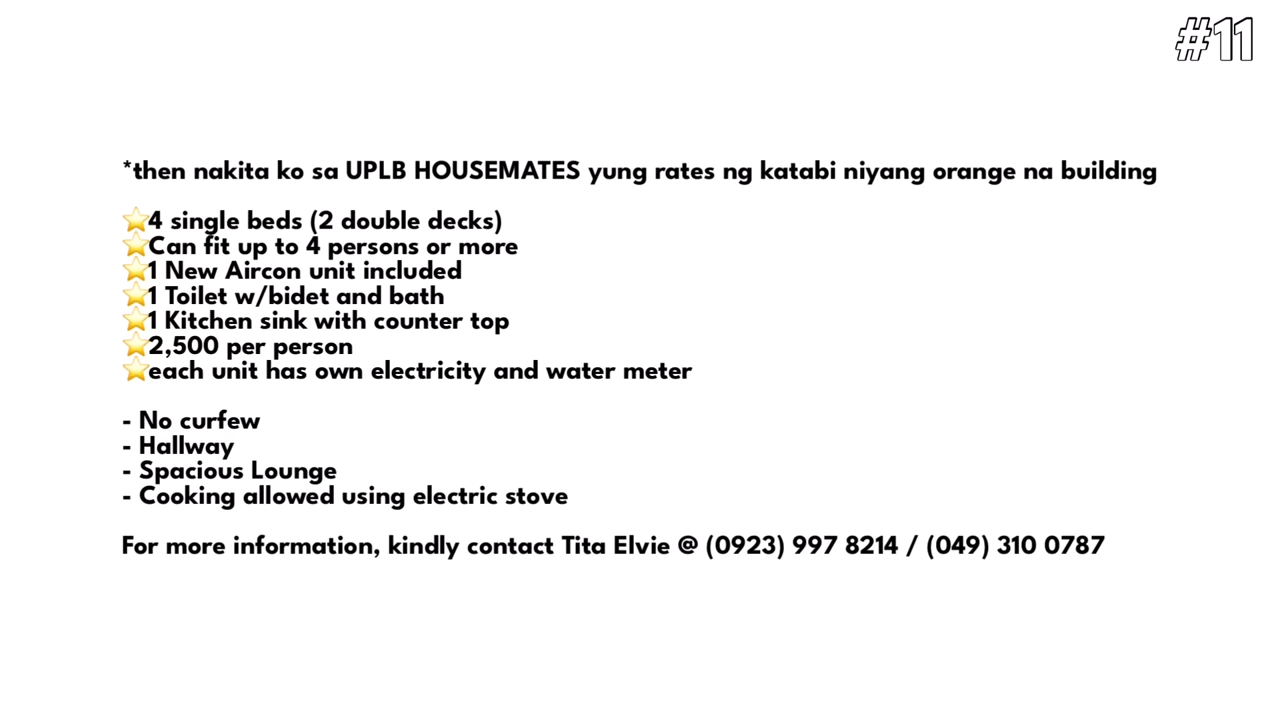 #11
*then nakita ko sa UPLB HOUSEMATES yung rates ng katabi niyang orange na building
⭐4 single beds (2 double decks)
⭐Can fit up to 4 persons or more
⭐1 New Aircon unit included
⭐1 Toilet w/bidet and bath
⭐1 Kitchen sink with counter top
⭐2,500 per person
⭐each unit has own electricity and water meter
- No curfew
- Hallway
- Spacious Lounge
- Cooking allowed using electric stove
For more information, kindly contact Tita Elvie @ (0923) 997 8214 / (049) 310 0787